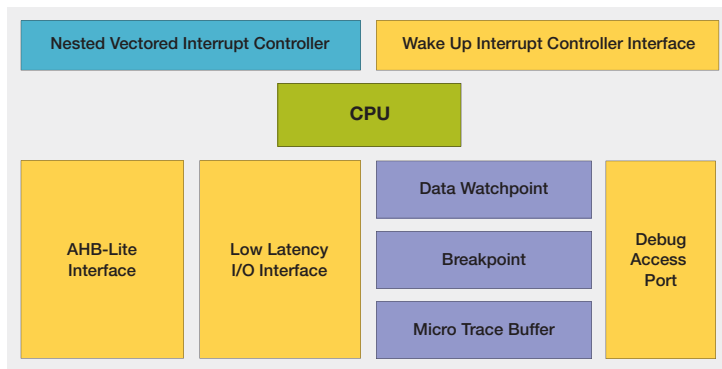 Nested Vectored Interrupt Controller
Wake Up Interrupt Controller Interface
CPU
AHB-Lite
Interface
Low Latency
I/O Interface
Data Watchpoint
Breakpoint
Micro Trace Buffer
Debug
Access
Port